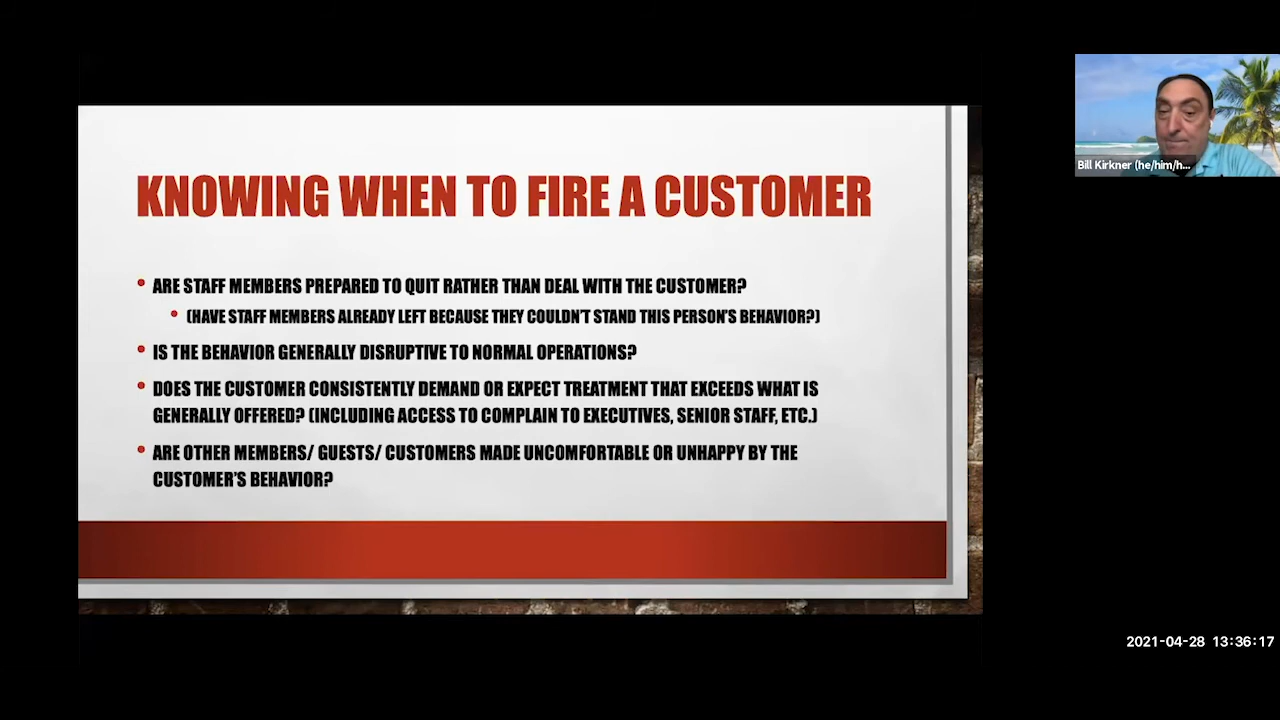 KNOWING WHEN TO FIRE A CUSTOMER
• ARE STAFF MEMBERS PREPARED TO QUIT RATHER THAN DEAL WITH THE CUSTOMER?
• (HAVE STAFF MEMBERS ALREADY LEFT BECAUSE THEY COULDN'T STAND THIS PERSON'S BEHAVIOR?)
• IS THE BEHAVIOR GENERALLY DISRUPTIVE TO NORMAL OPERATIONS?
• DOES THE CUSTOMER CONSISTENTLY DEMAND OR EXPECT TREATMENT THAT EXCEEDS WHAT IS
GENERALLY OFFERED? (INCLUDING ACCESS TO COMPLAIN TO EXECUTIVES, SENIOR STAFF, ETC.)
• ARE OTHER MEMBERS/ GUESTS/ CUSTOMERS MADE UNCOMFORTABLE OR UNHAPPY BY THE
CUSTOMER'S BEHAVIOR?
Bill Kirkner (he/him/h...
2021-04-28 13:36:17